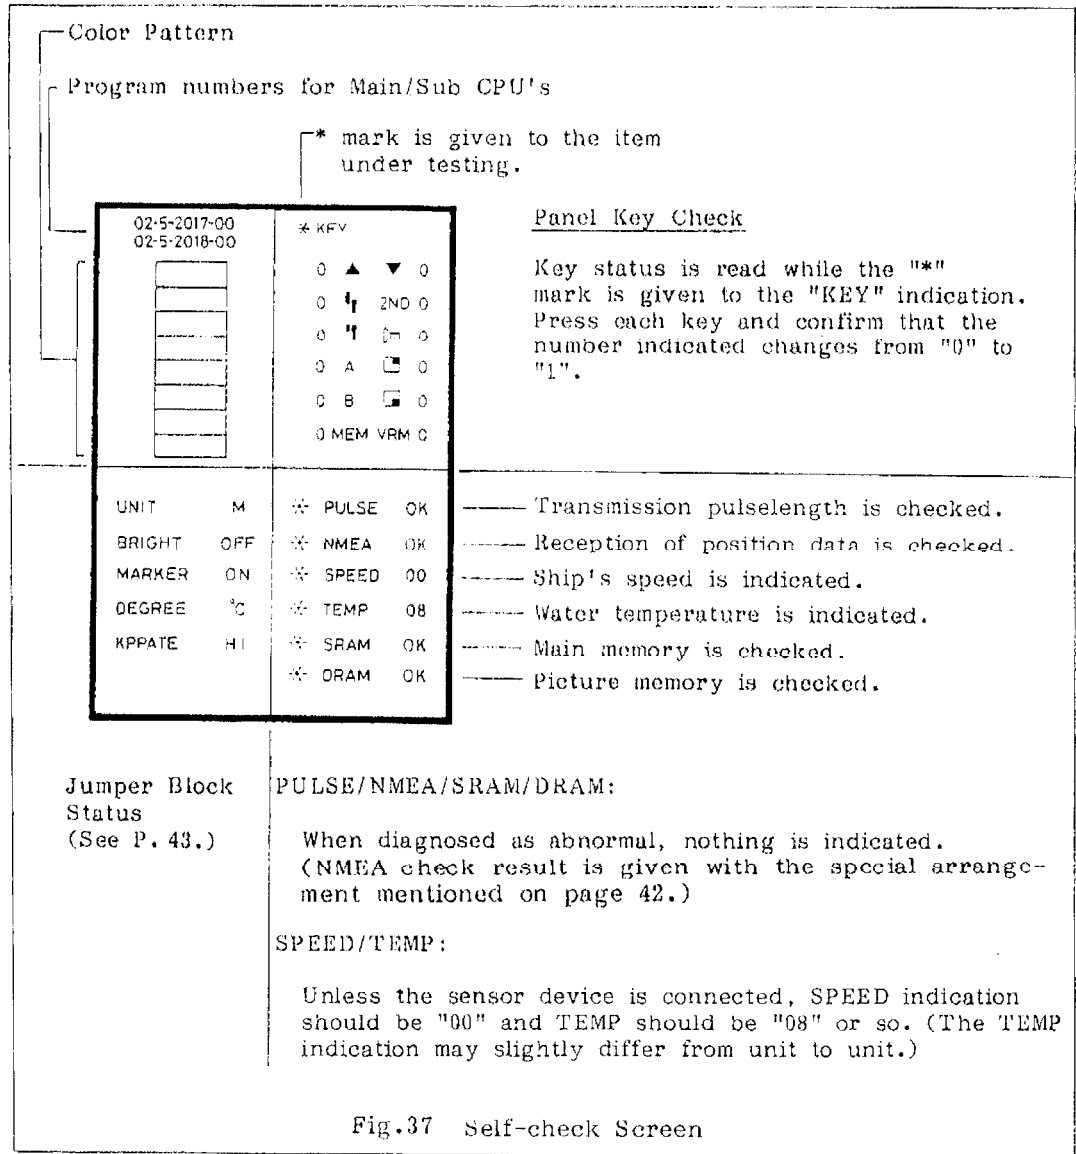 Color Pattern
Program numbers for Main/Sub CPU's
* mark is given to the item
under testing.
02-5-2017-00
02-5-2018-00
* KEY
0 ▲ ▼ 0
0 2ND 0
0 0
0 A 0
0 B 0
0 MEM VRM 0
Panel Key Check
Key status is read while the "*"
mark is given to the "KEY" indication.
Press each key and confirm that the
number indicated changes from "0" to
"1".
UNIT M
BRIGHT OFF
MARKER ON
DEGREE °C
KPPATE HI
* PULSE OK
* NMEA OK
* SPEED 00
* TEMP 08
* SRAM OK
* DRAM OK
Transmission pulselength is checked.
Reception of position data is checked.
Ship's speed is indicated.
Water temperature is indicated.
Main memory is checked.
Picture memory is checked.
Jumper Block
Status
(See P. 43.)
PULSE/NMEA/SRAM/DRAM:
When diagnosed as abnormal, nothing is indicated.
(NMEA check result is given with the special arrange-
ment mentioned on page 42.)
SPEED/TEMP:
Unless the sensor device is connected, SPEED indication
should be "00" and TEMP should be "08" or so. (The TEMP
indication may slightly differ from unit to unit.)
Fig.37 Self-check Screen